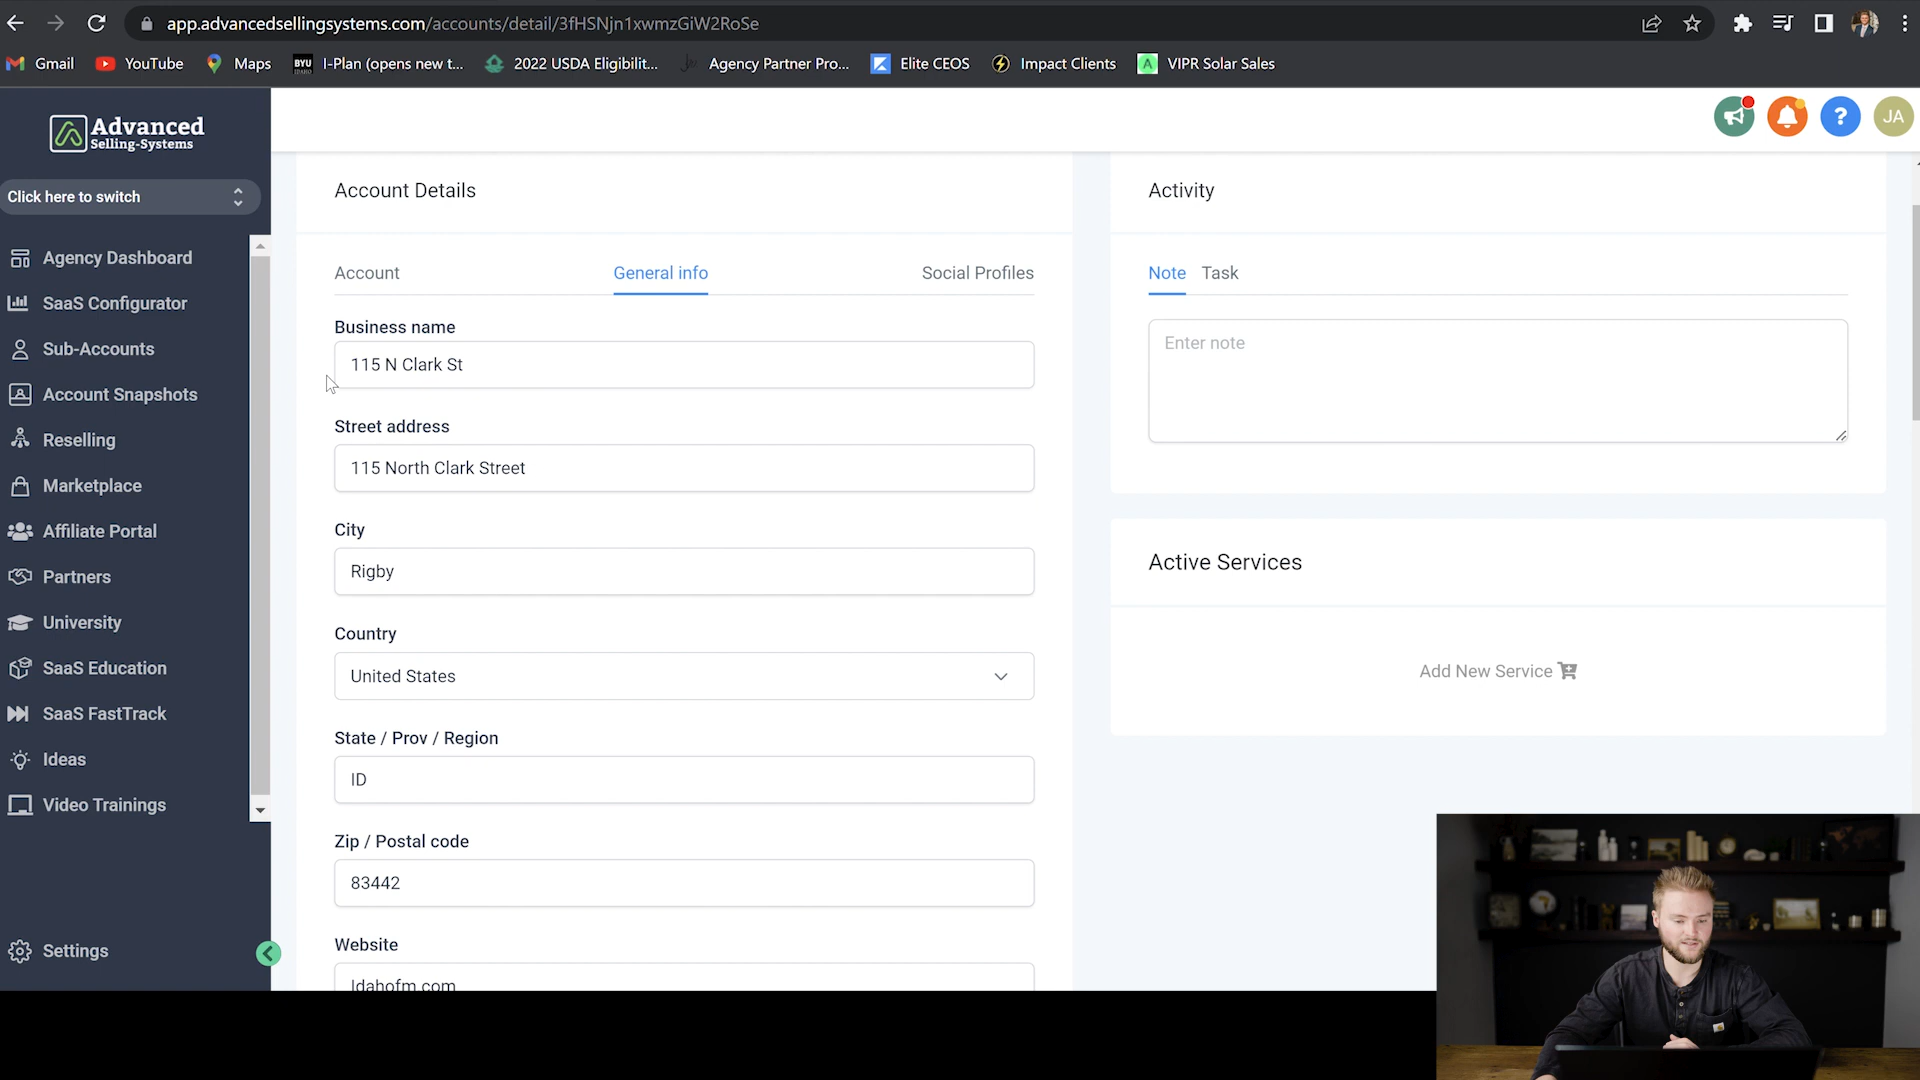 app.advancedsellingsystems.com/accounts/detail/3fHSNjn1xwmzGiW2RoSe
Gmail
YouTube
Maps
BYU
IDAHO
I-Plan (opens new t...
2022 USDA Eligibilit...
Agency Partner Pro...
Elite CEOS
Impact Clients
A
VIPR Solar Sales
Advanced
Selling-Systems
?
JA
Click here to switch
Agency Dashboard
SaaS Configurator
Sub-Accounts
Account Snapshots
Reselling
Marketplace
Affiliate Portal
Partners
University
SaaS Education
SaaS FastTrack
Ideas
Video Trainings
Settings
Account Details
Account
General info
Social Profiles
Business name
115 N Clark St
Street address
115 North Clark Street
City
Rigby
Country
United States
State / Prov / Region
ID
Zip / Postal code
83442
Website
Idahofm.com
Activity
Note
Task
Enter note
Active Services
Add New Service